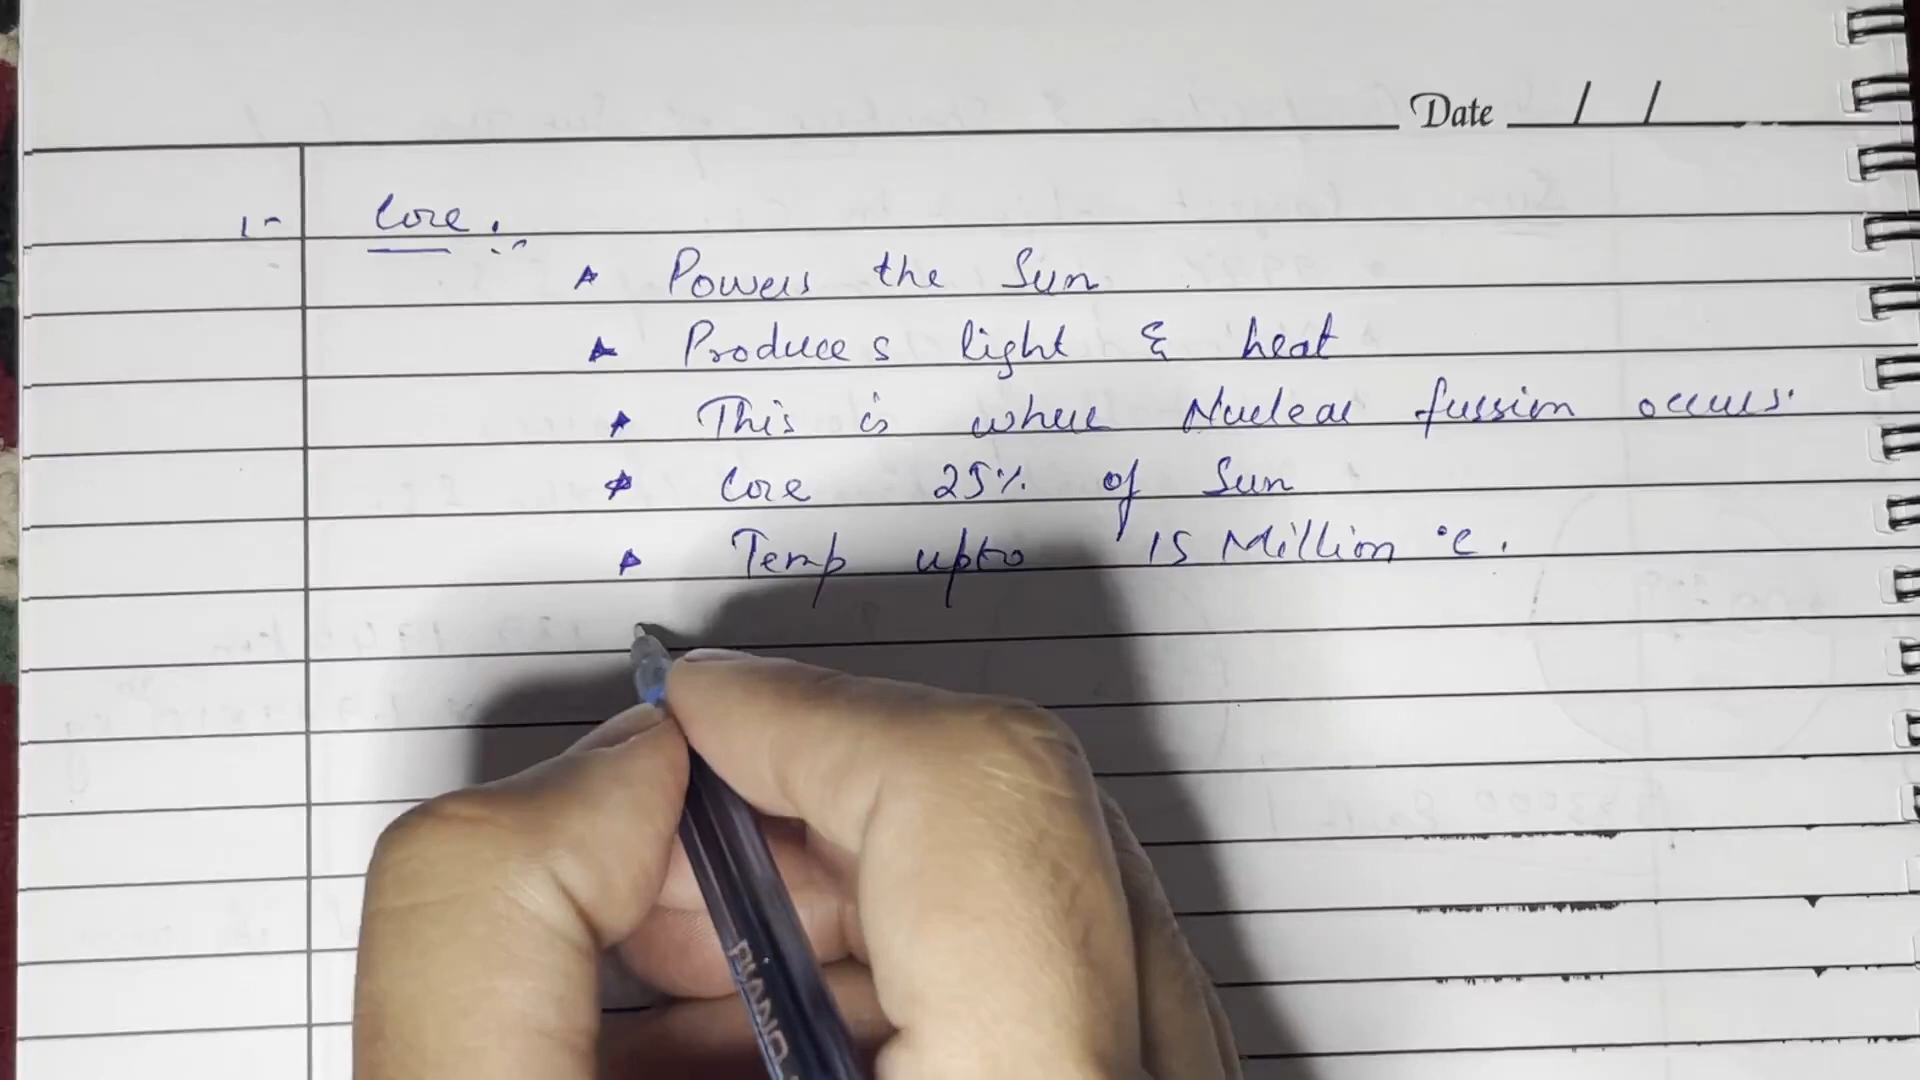 Date / /
1- Core :-
Powers the Sun
Produces light & heat
This is where Nuclear fussion occurs.
Core 25% of Sun
Temp upto 15 Million °C.
PIANO